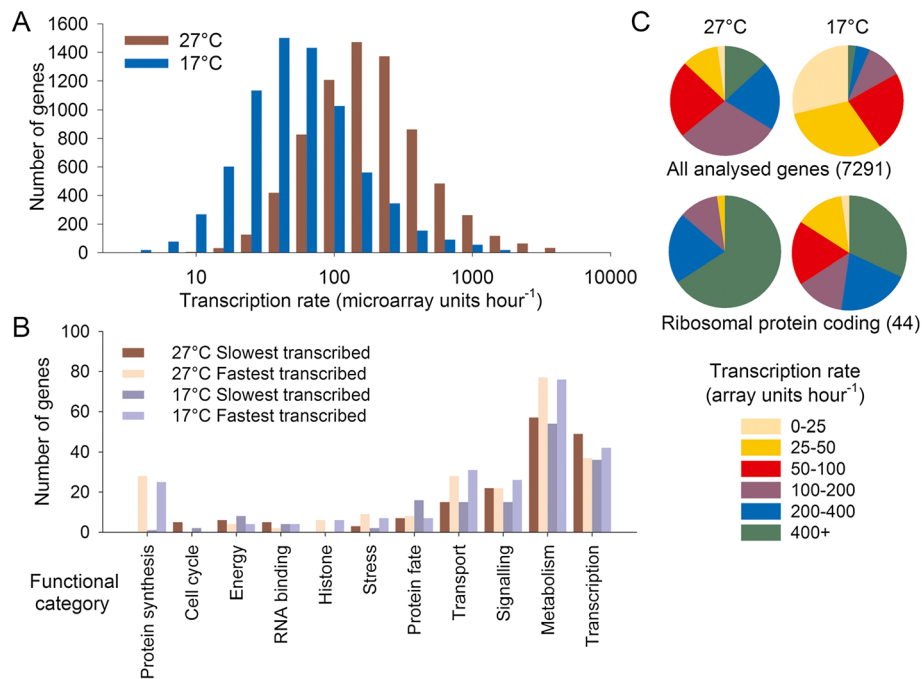 A
1600
1400
1200
1000
800
600
400
200
0
Number of genes
27°C
17°C
10
100
1000
10000
Transcription rate (microarray units hour-1)
B
100
80
60
40
20
0
Number of genes
27°C Slowest transcribed
27°C Fastest transcribed
17°C Slowest transcribed
17°C Fastest transcribed
Functional
category
Protein synthesis
Cell cycle
Energy
RNA binding
Histone
Stress
Protein fate
Transport
Signalling
Metabolism
Transcription
C
27°C
17°C
All analysed genes (7291)
Ribosomal protein coding (44)
Transcription rate
(array units hour-1)
0-25
25-50
50-100
100-200
200-400
400+